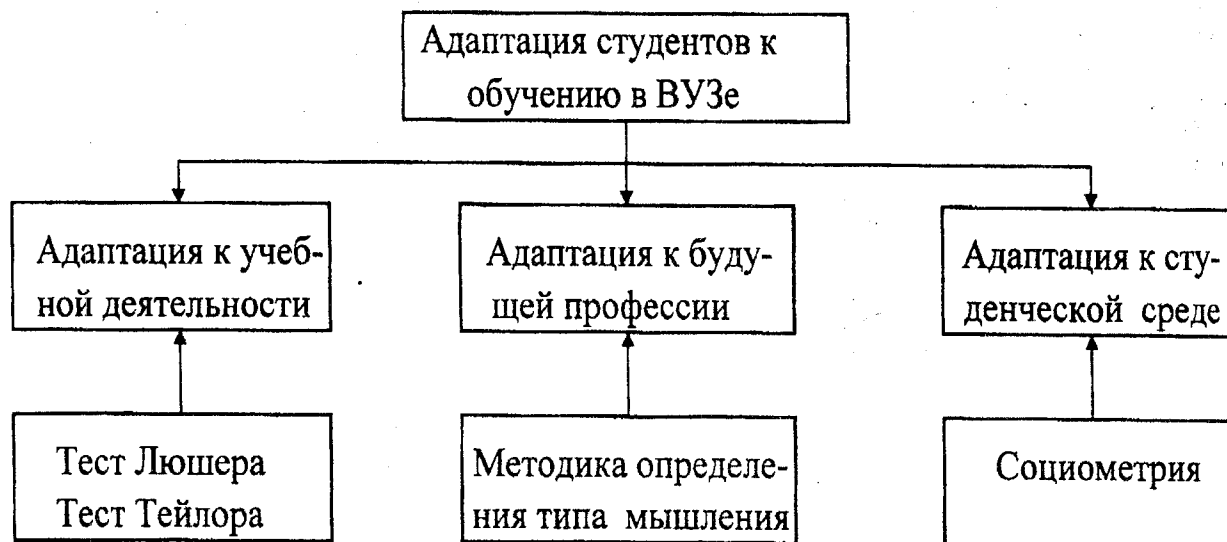 Адаптация студентов к
обучению в ВУЗе
Адаптация к учеб-
ной деятельности
Адаптация к буду-
щей профессии
Адаптация к сту-
денческой среде
Тест Люшера
Тест Тейлора
Методика определе-
ния типа мышления
Социометрия